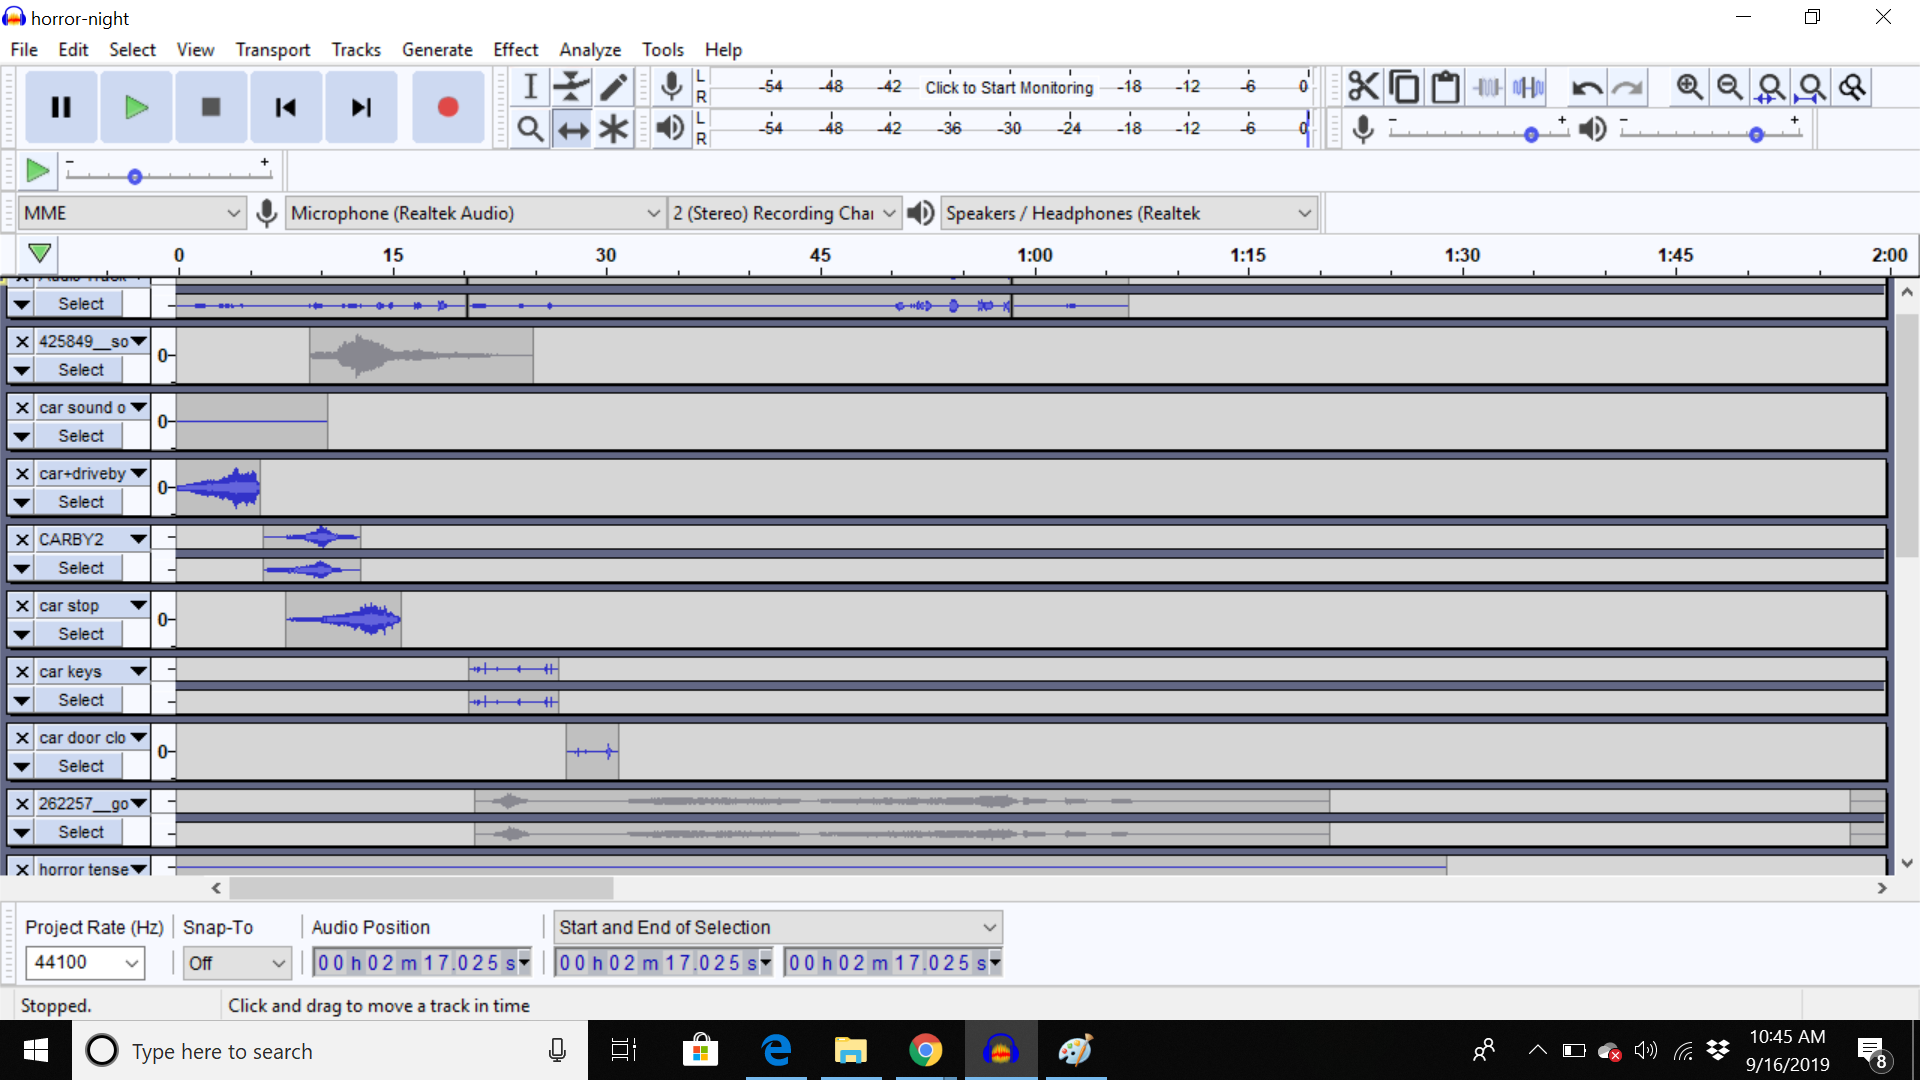 horror-night
File Edit Select View Transport Tracks Generate Effect Analyze Tools Help
L R -54 -48 -42 Click to Start Monitoring -18 -12 -6 0
L R -54 -48 -42 -36 -30 -24 -18 -12 -6 0
- + - +
- +
MME Microphone (Realtek Audio) 2 (Stereo) Recording Chai Speakers / Headphones (Realtek
0 15 30 45 1:00 1:15 1:30 1:45 2:00
X Audio Track
Select
X 425849__so 0-
Select
X car sound o 0-
Select
X car+driveby 0-
Select
X CARBY2
Select
X car stop 0-
Select
X car keys
Select
X car door clo 0-
Select
X 262257__go
Select
X horror tense
Project Rate (Hz) Snap-To Audio Position Start and End of Selection
44100 Off 00 h 02 m 17.025 s 00 h 02 m 17.025 s 00 h 02 m 17.025 s
Stopped. Click and drag to move a track in time
Type here to search
10:45 AM
9/16/2019
8